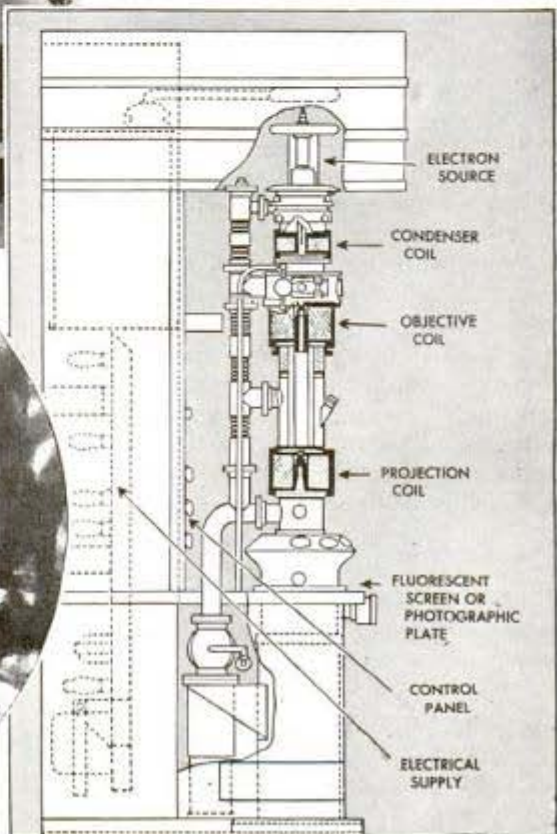 ELECTRON
SOURCE
CONDENSER
COIL
OBJECTIVE
COIL
PROJECTION
COIL
FLUORESCENT
SCREEN OR
PHOTOGRAPHIC
PLATE
CONTROL
PANEL
ELECTRICAL
SUPPLY